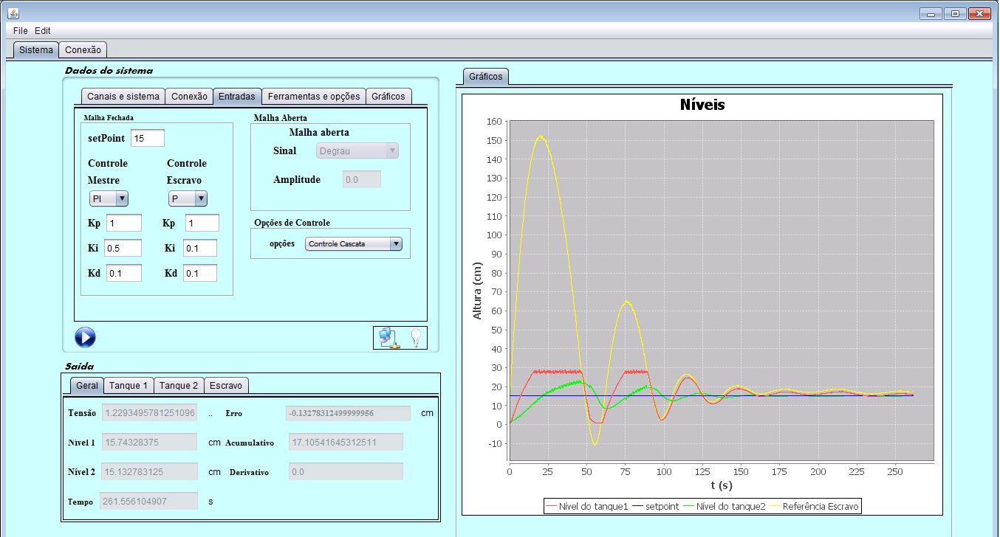 File Edit
Sistema Conexão
Dados do sistema
Canais e sistema Conexão Entradas Ferramentas e opções Gráficos
Malha Fechada
setPoint 15
Controle Mestre
PI
Kp 1
Ki 0.5
Kd 0.1
Controle Escravo
P
Kp 1
Ki 0.1
Kd 0.1
Malha Aberta
Malha aberta
Sinal Degrau
Amplitude 0.0
Opções de Controle
opções Controle Cascata
Saida
Geral Tanque 1 Tanque 2 Escravo
Tensão 1.2293495781251096 .. Erro -0.13278312499999956 cm
Nível 1 15.74328375 cm Acumulativo 17.10541645312511
Nível 2 15.132783125 cm Derivativo 0.0
Tempo 261.556104907 s
Gráficos
Níveis
Altura (cm)
160
150
140
130
120
110
100
90
80
70
60
50
40
30
20
10
0
-10
0 25 50 75 100 125 150 175 200 225 250
t (s)
Nível do tanque1 setpoint Nível do tanque2 Referência Escravo